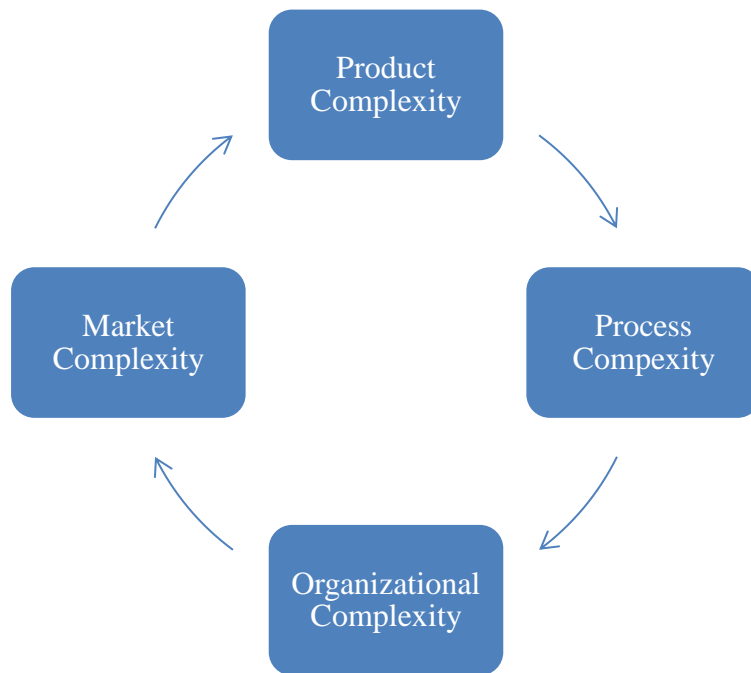 Product
Complexity
Process
Compexity
Organizational
Complexity
Market
Complexity